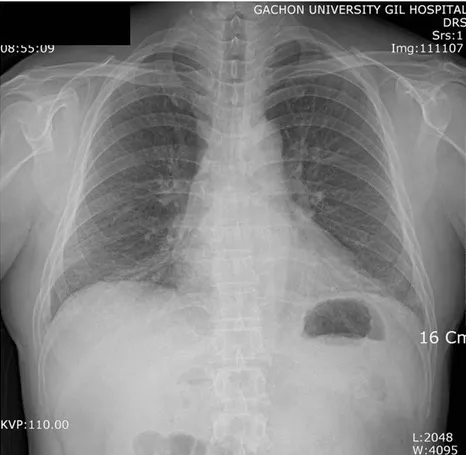 GACHON UNIVERSITY GIL HOSPITAL
DRS
Srs:1
08:55:09
Img:111107
16 Cm
KVP:110.00
L:2048
W:4095